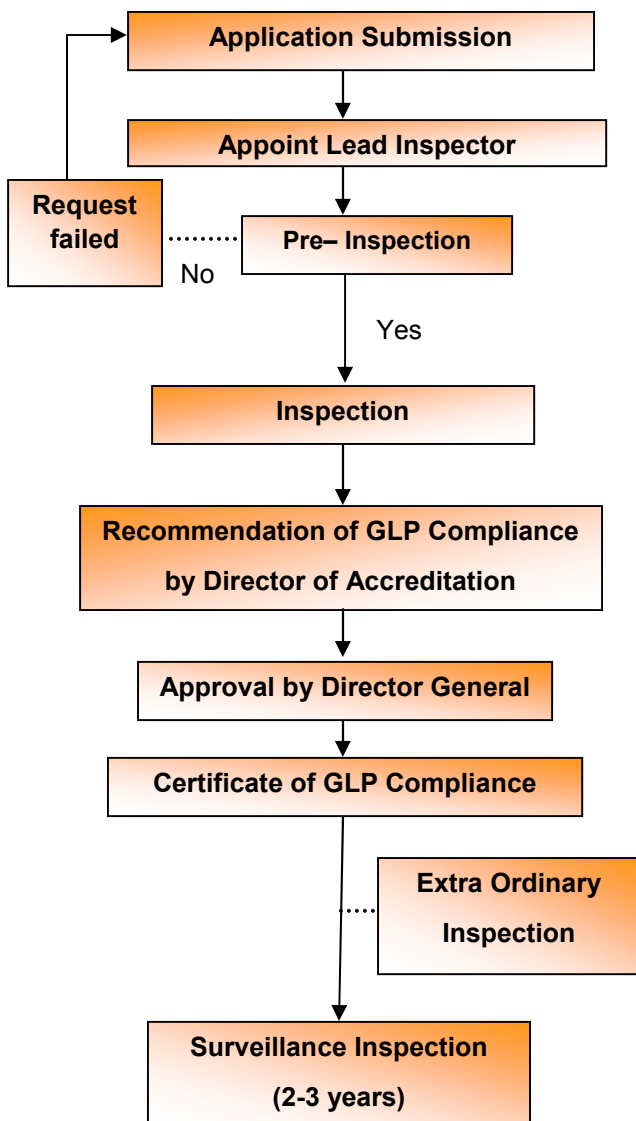 Application Submission
Appoint Lead Inspector
Request
failed
Pre– Inspection
No
Yes
Inspection
Recommendation of GLP Compliance
by Director of Accreditation
Approval by Director General
Certificate of GLP Compliance
Extra Ordinary
Inspection
Surveillance Inspection
(2-3 years)